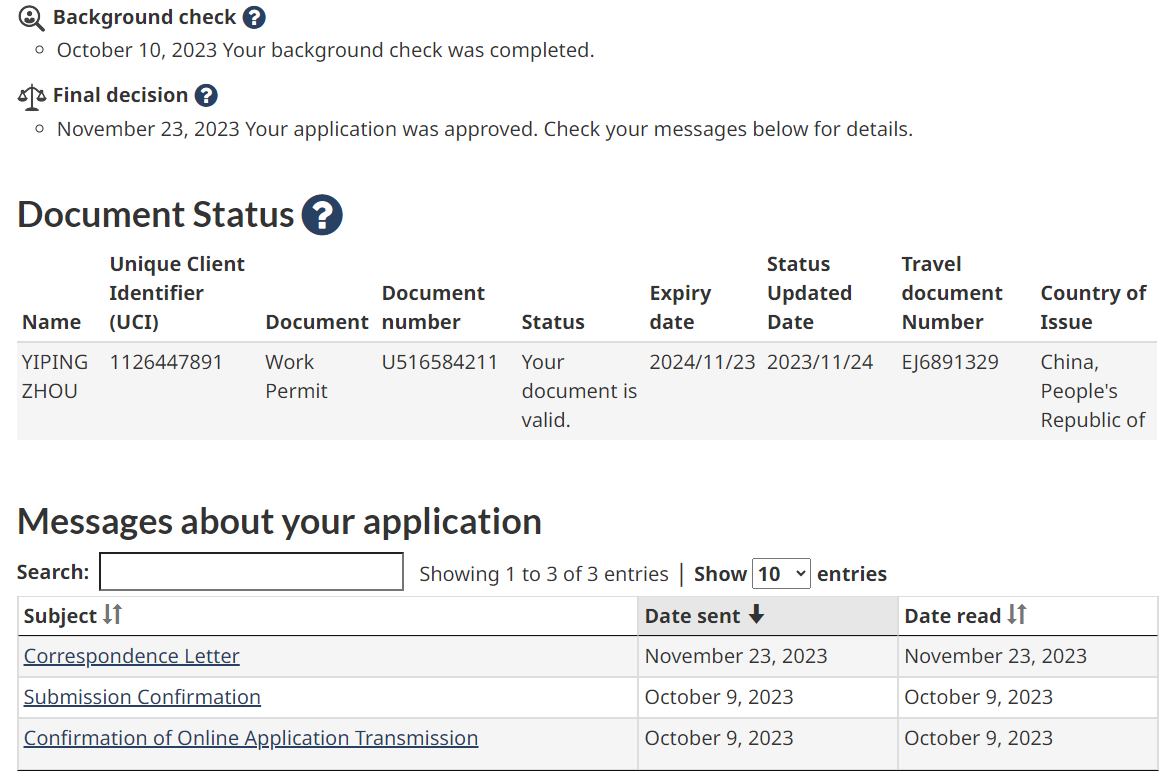 Background check ?
October 10, 2023 Your background check was completed.
Final decision ?
November 23, 2023 Your application was approved. Check your messages below for details.
Document Status ?
Name Unique Client Identifier (UCI) Document Document number Status Expiry date Status Updated Date Travel document Number Country of Issue
YIPING ZHOU 1126447891 Work Permit U516584211 Your document is valid. 2024/11/23 2023/11/24 EJ6891329 China, People's Republic of
Messages about your application
Search: Showing 1 to 3 of 3 entries | Show 10 entries
Subject Date sent Date read
Correspondence Letter November 23, 2023 November 23, 2023
Submission Confirmation October 9, 2023 October 9, 2023
Confirmation of Online Application Transmission October 9, 2023 October 9, 2023